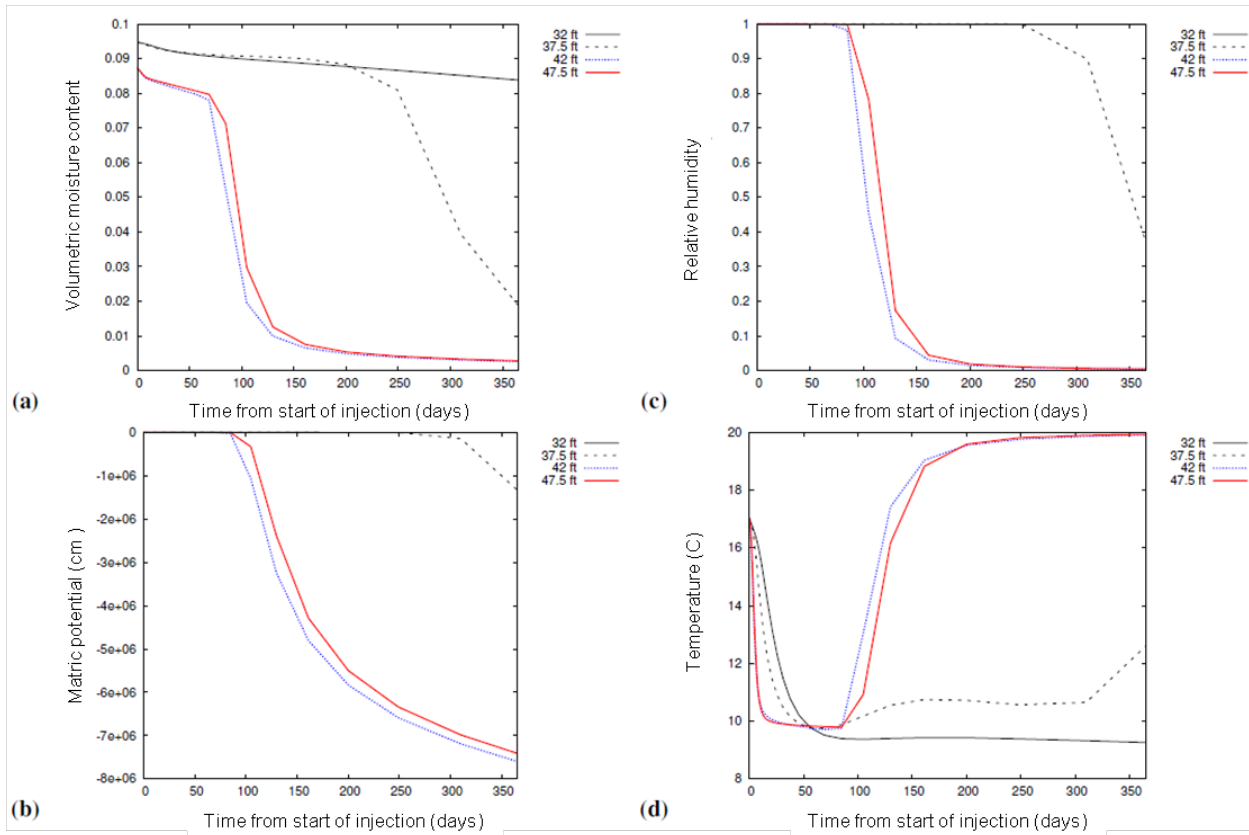 0.1
0.09
0.08
0.07
0.06
0.05
0.04
0.03
0.02
0.01
0
Volumetric moisture content
0 50 100 150 200 250 300 350
Time from start of injection (days)
(a)
32 ft
37.5 ft
42 ft
47.5 ft
1
0.9
0.8
0.7
0.6
0.5
0.4
0.3
0.2
0.1
0
Relative humidity
0 50 100 150 200 250 300 350
Time from start of injection (days)
(c)
32 ft
37.5 ft
42 ft
47.5 ft
0
-1e+06
-2e+06
-3e+06
-4e+06
-5e+06
-6e+06
-7e+06
-8e+06
Matric potential (cm )
0 50 100 150 200 250 300 350
Time from start of injection (days)
(b)
32 ft
37.5 ft
42 ft
47.5 ft
20
18
16
14
12
10
8
Temperature (C)
0 50 100 150 200 250 300 350
Time from start of injection (days)
(d)
32 ft
37.5 ft
42 ft
47.5 ft